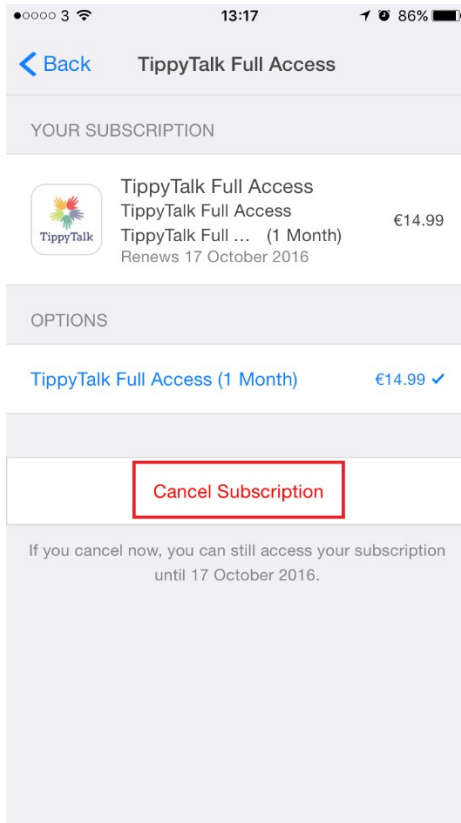 3 13:17 86%
Back TippyTalk Full Access
YOUR SUBSCRIPTION
TippyTalk Full Access
TippyTalk Full Access
TippyTalk Full ... (1 Month) €14.99
Renews 17 October 2016
TippyTalk
OPTIONS
TippyTalk Full Access (1 Month) €14.99
Cancel Subscription
If you cancel now, you can still access your subscription
until 17 October 2016.